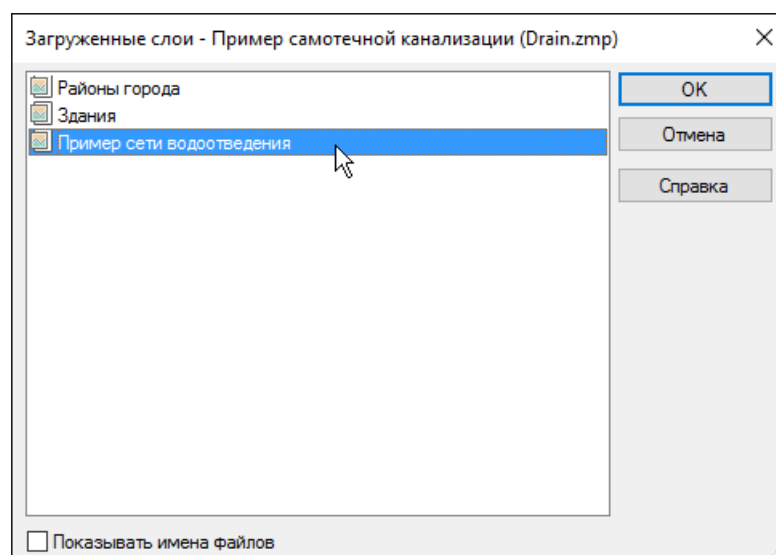 Загруженные слои - Пример самотечной канализации (Drain.zmp)
Районы города
Здания
Пример сети водоотведения
OK
Отмена
Справка
Показывать имена файлов